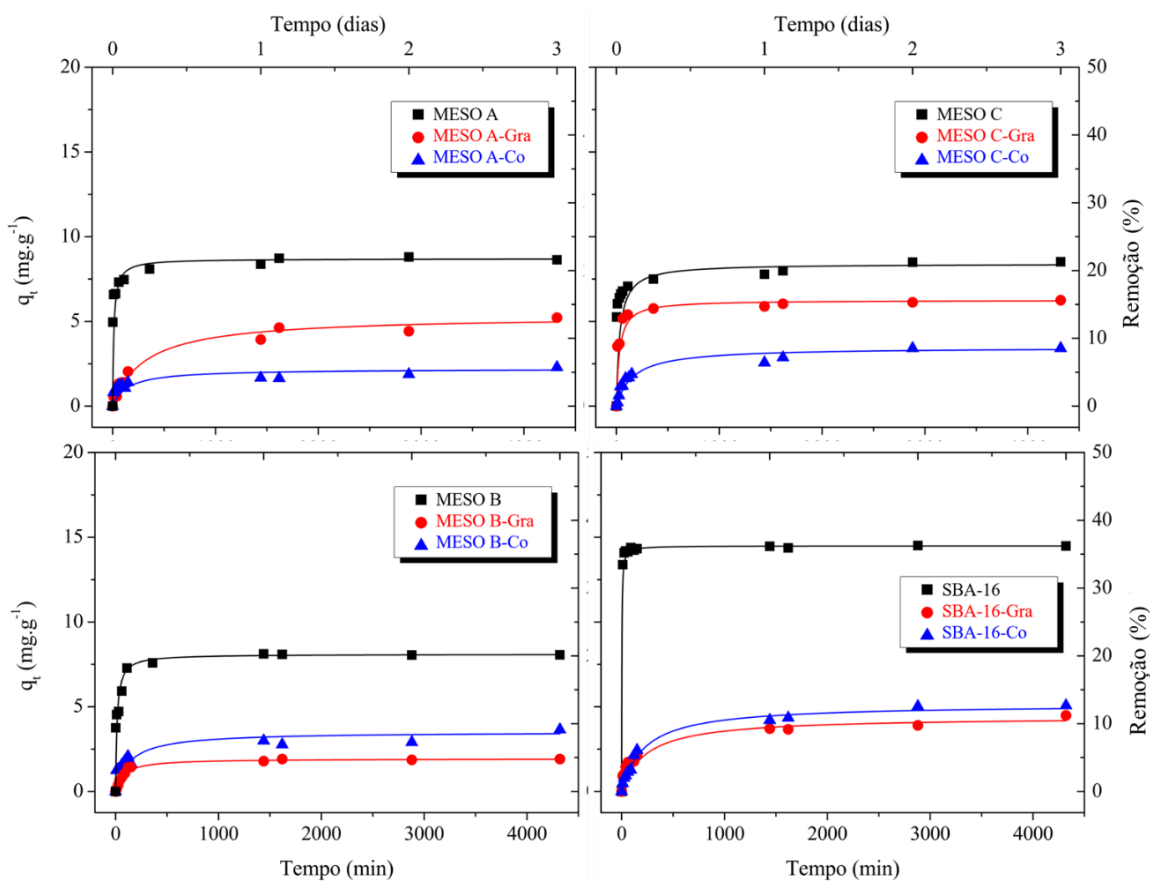 Tempo (dias)
0 1 2 3
Tempo (dias)
0 1 2 3
20
15
10
5
0
q_t (mg.g^-1)
MESO A
MESO A-Gra
MESO A-Co
MESO C
MESO C-Gra
MESO C-Co
50
40
30
20
10
0
Remoção (%)
20
15
10
5
0
q_t (mg.g^-1)
MESO B
MESO B-Gra
MESO B-Co
0 1000 2000 3000 4000
Tempo (min)
SBA-16
SBA-16-Gra
SBA-16-Co
50
40
30
20
10
0
Remoção (%)
0 1000 2000 3000 4000
Tempo (min)